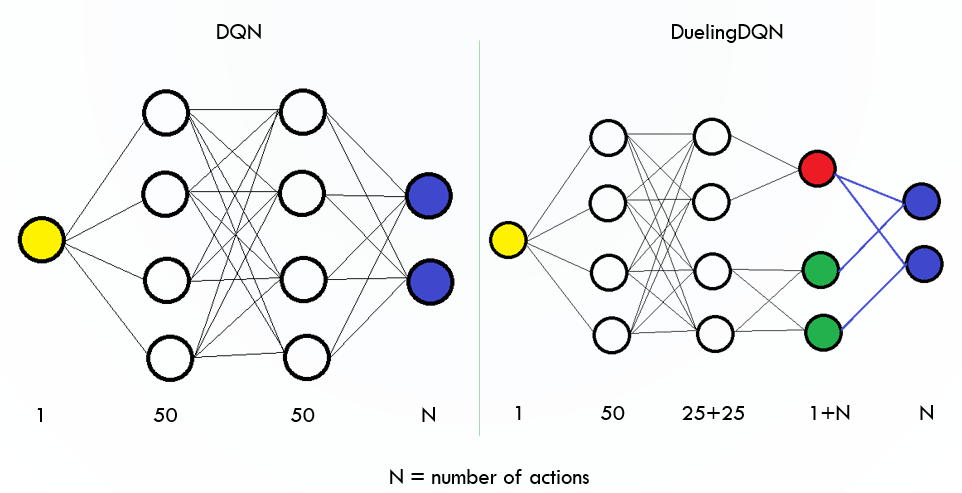 DQN
DuelingDQN
1 50 50 N
1 50 25+25 1+N N
N = number of actions